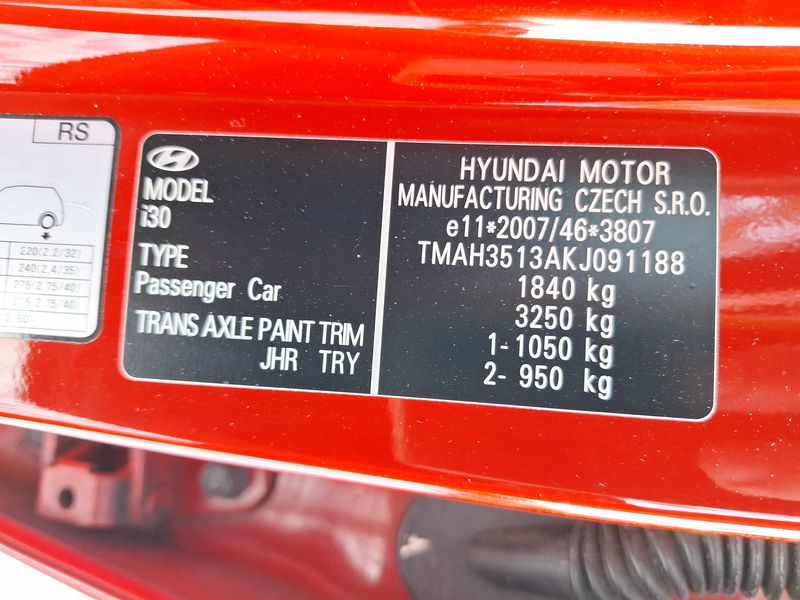 RS
220(2.2/32)
240(2.4/35)
275(2.75/40)
275(2.75/40)
2/60)
MODEL
i30
TYPE
Passenger Car
TRANS AXLE PAINT TRIM
JHR TRY
HYUNDAI MOTOR
MANUFACTURING CZECH S.R.O.
e11*2007/46*3807
TMAH3513AKJ091188
1840 kg
3250 kg
1- 1050 kg
2- 950 kg